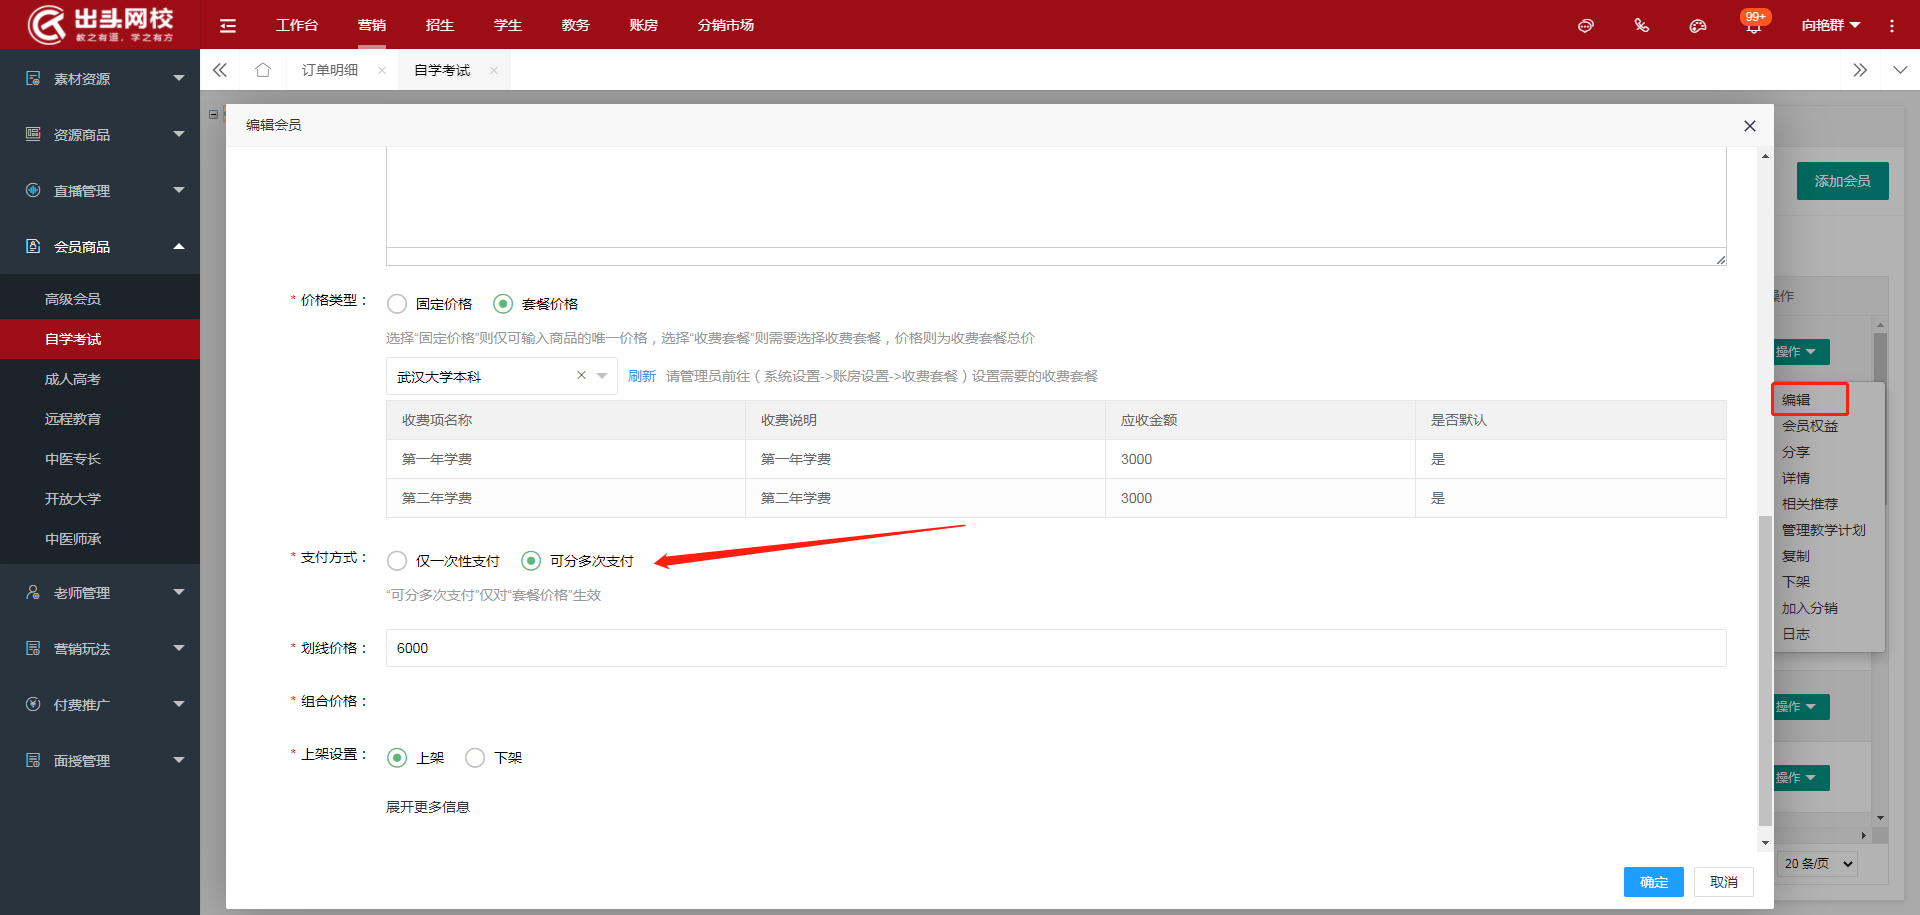 出头网校
教之有道，学之有方
工作台
营销
招生
学生
教务
账房
分销市场
99+
向艳群
订单明细
自学考试
素材资源
资源商品
直播管理
会员商品
高级会员
自学考试
成人高考
远程教育
中医专长
开放大学
中医师承
老师管理
营销玩法
付费推广
面授管理
编辑会员
* 价格类型：
固定价格
套餐价格
选择“固定价格”则仅可输入商品的唯一价格，选择“收费套餐”则需要选择收费套餐，价格则为收费套餐总价
武汉大学本科
刷新
请管理员前往（系统设置->账房设置->收费套餐）设置需要的收费套餐
收费项名称
收费说明
应收金额
是否默认
第一年学费
第一年学费
3000
是
第二年学费
第二年学费
3000
是
* 支付方式：
仅一次性支付
可分多次支付
“可分多次支付”仅对“套餐价格”生效
* 划线价格：
6000
* 组合价格：
* 上架设置：
上架
下架
展开更多信息
确定
取消
添加会员
操作
操作
编辑
会员权益
分享
详情
相关推荐
管理教学计划
复制
下架
加入分销
日志
操作
操作
20 条/页